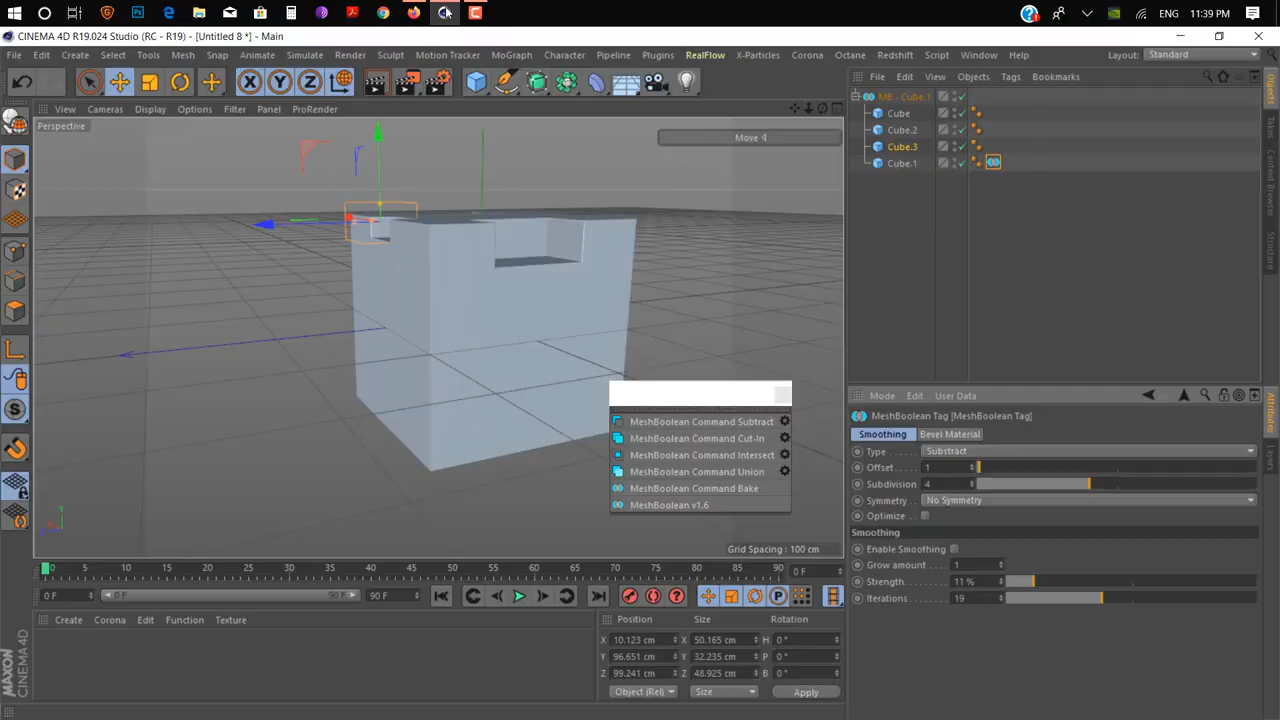 ENG 11:39 PM
CINEMA 4D R19.024 Studio (RC - R19) - [Untitled 8 *] - Main
File Edit Create Select Tools Mesh Snap Animate Simulate Render Sculpt Motion Tracker MoGraph Character Pipeline Plugins RealFlow X-Particles Corona Octane Redshift Script Window Help Layout: Standard
X Y Z
File Edit View Objects Tags Bookmarks
View Cameras Display Options Filter Panel ProRender
Perspective
Move
MB - Cube.1
Cube
Cube.2
Cube.3
Cube.1
Objects
Takes
Content Browser
Structure
Attributes
Layers
MeshBoolean Command Subtract
MeshBoolean Command Cut-In
MeshBoolean Command Intersect
MeshBoolean Command Union
MeshBoolean Command Bake
MeshBoolean v1.6
Grid Spacing : 100 cm
Mode Edit User Data
MeshBoolean Tag [MeshBoolean Tag]
Smoothing Bevel Material
Type Substract
Offset 1
Subdivision 4
Symmetry No Symmetry
Optimize
Smoothing
Enable Smoothing
Grow amount 1
Strength 11 %
Iterations 19
0 5 10 15 20 25 30 35 40 45 50 55 60 65 70 75 80 85 90 0 F
0 F 0 F 90 F 90 F
Create Corona Edit Function Texture
Position Size Rotation
X 10.123 cm X 50.165 cm H 0 °
Y 96.651 cm Y 32.235 cm P 0 °
Z 99.241 cm Z 48.925 cm B 0 °
Object (Rel) Size Apply
MAXON
CINEMA 4D